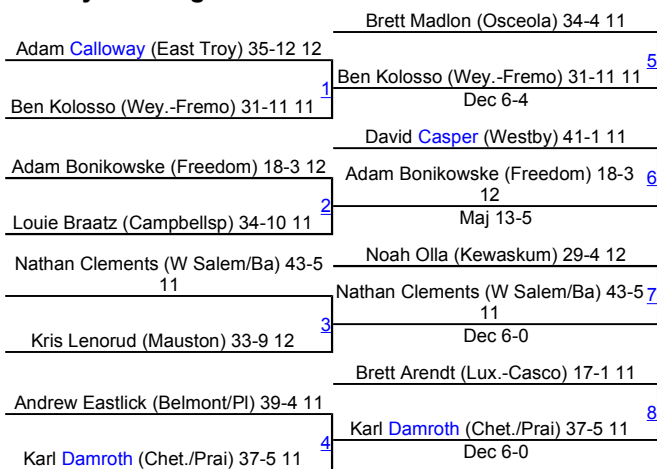 Brett Madlon (Osceola) 34-4 11
Adam Calloway (East Troy) 35-12 12
5
Ben Kolosso (Wey.-Fremo) 31-11 11
1
Dec 6-4
Ben Kolosso (Wey.-Fremo) 31-11 11
David Casper (Westby) 41-1 11
Adam Bonikowske (Freedom) 18-3 12
Adam Bonikowske (Freedom) 18-3
12
6
2
Maj 13-5
Louie Braatz (Campbellsp) 34-10 11
Noah Olla (Kewaskum) 29-4 12
Nathan Clements (W Salem/Ba) 43-5
11
Nathan Clements (W Salem/Ba) 43-5
11
7
3
Dec 6-0
Kris Lenorud (Mauston) 33-9 12
Brett Arendt (Lux.-Casco) 17-1 11
Andrew Eastlick (Belmont/Pl) 39-4 11
8
Karl Damroth (Chet./Prai) 37-5 11
4
Dec 6-0
Karl Damroth (Chet./Prai) 37-5 11